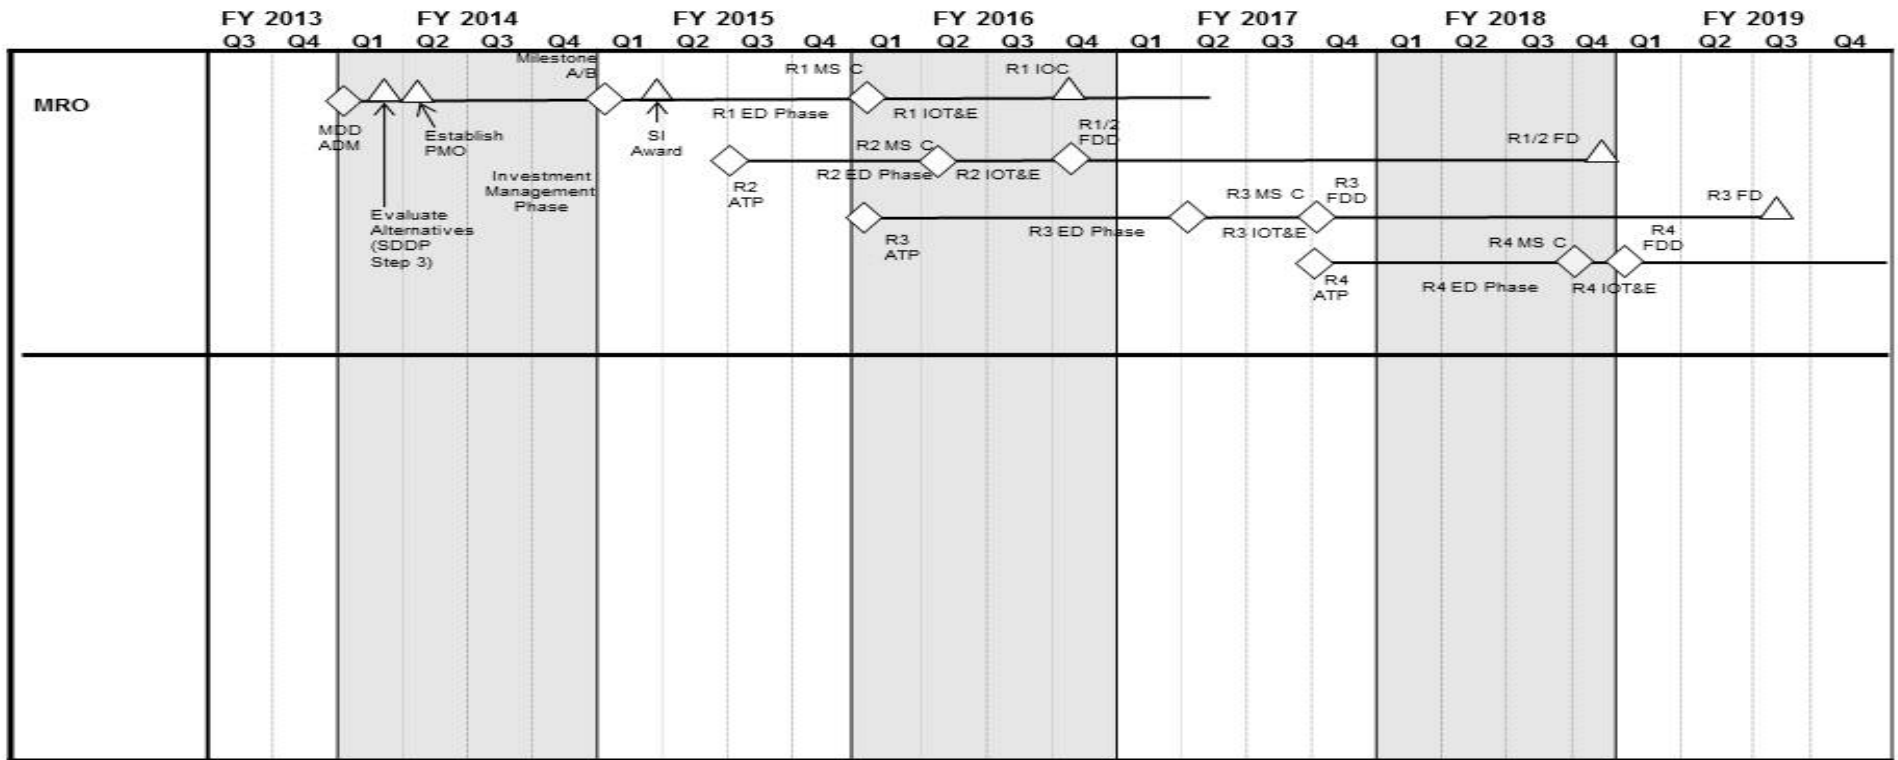 FY 2013 FY 2014 FY 2015 FY 2016 FY 2017 FY 2018 FY 2019
Q3 Q4 Q1 Q2 Q3 Q4 Q1 Q2 Q3 Q4 Q1 Q2 Q3 Q4 Q1 Q2 Q3 Q4 Q1 Q2 Q3 Q4 Q1 Q2 Q3 Q4
MRO
MDD
ADM
Evaluate
Alternatives
(SDDP
Step 3)
Establish
PMO
Investment
Management
Phase
Milestone
A/B
SI
Award
R1 ED Phase
R1 MS C
R1 IOT&E
R1 IOC
R2
ATP
R2 ED Phase
R2 MS C
R2 IOT&E
R1/2
FDD
R1/2 FD
R3
ATP
R3 ED Phase
R3 MS C
R3 IOT&E
R3
FDD
R3 FD
R4
ATP
R4 ED Phase
R4 MS C
R4 IOT&E
R4
FDD